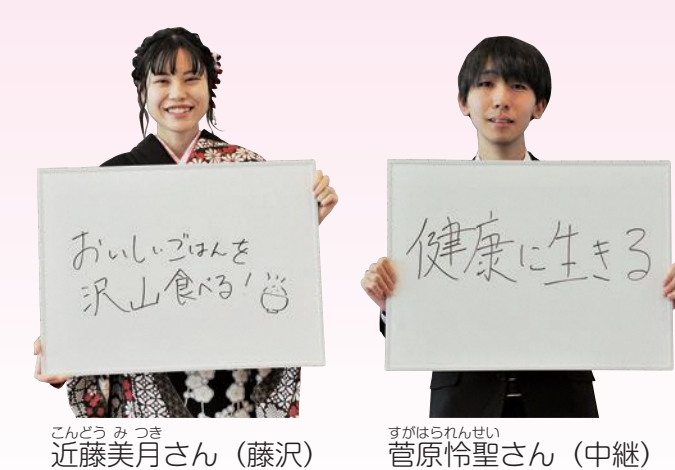 おいしいごはんを
沢山食べる!
健康に生きる
こんどう み つき
近藤美月さん（藤沢）
すがはられんせい
菅原怜聖さん（中継）